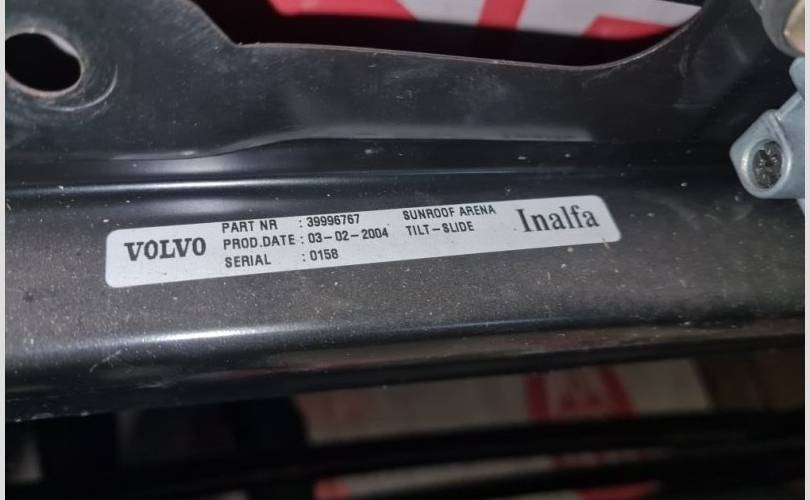 VOLVO
PART NR : 39996767 SUNROOF ARENA
PROD.DATE : 03-02-2004 TILT-SLIDE
SERIAL : 0158
Inalfa